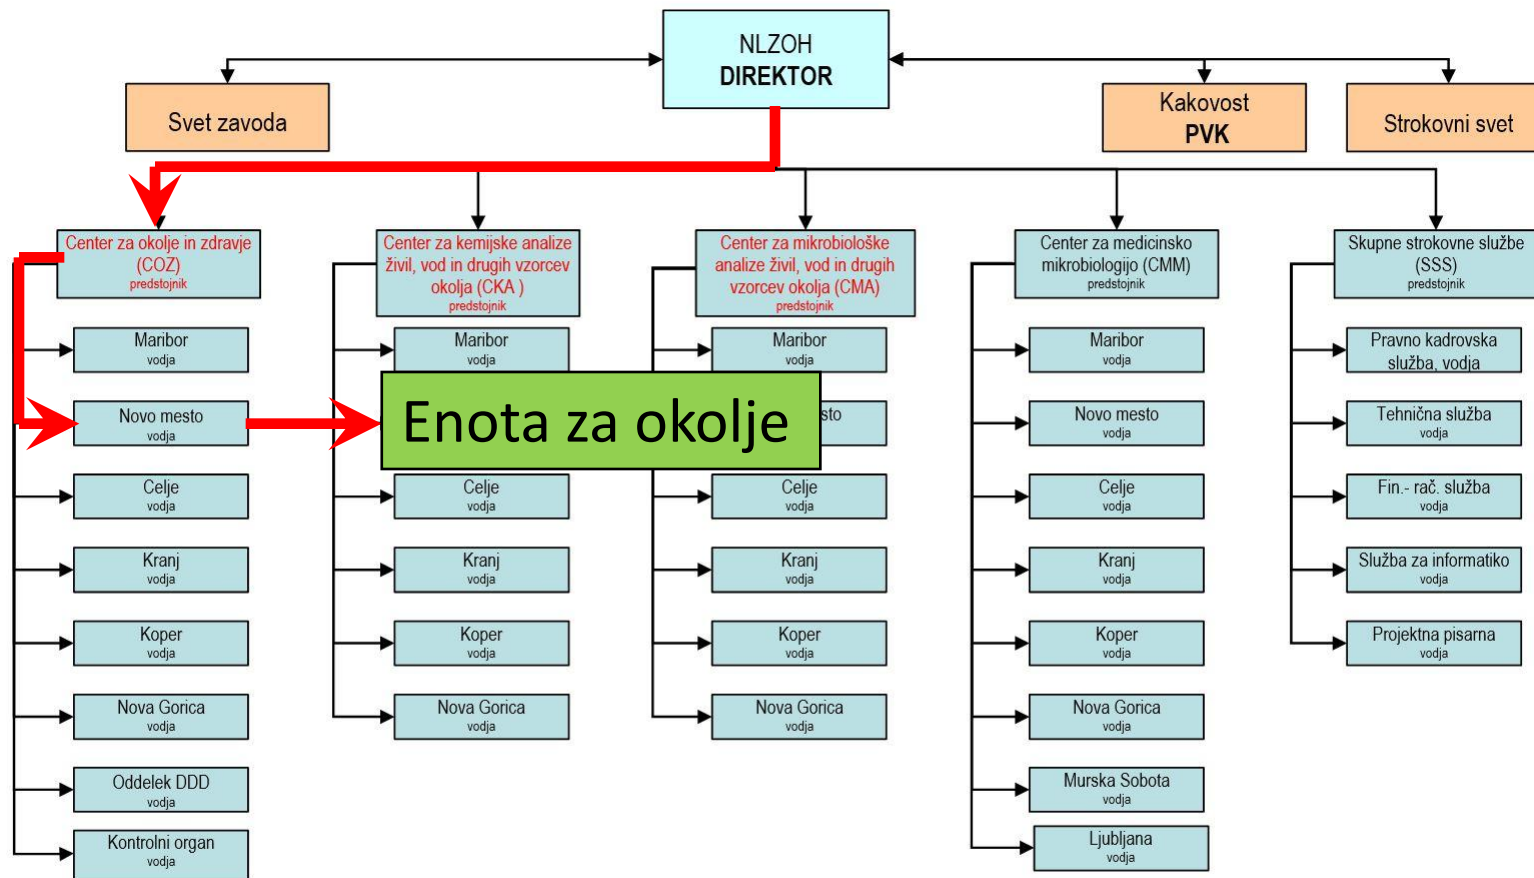 NLZOH
DIREKTOR
Svet zavoda
Kakovost
PVK
Strokovni svet
Center za okolje in zdravje
(COZ)
predstojnik
Maribor
vodja
Novo mesto
vodja
Celje
vodja
Kranj
vodja
Koper
vodja
Nova Gorica
vodja
Oddelek DDD
vodja
Kontrolni organ
vodja
Center za kemijske analize
živil, vod in drugih vzorcev
okolja (CKA )
predstojnik
Maribor
vodja
Enota za okolje
Celje
vodja
Kranj
vodja
Koper
vodja
Nova Gorica
vodja
Center za mikrobiološke
analize živil, vod in drugih
vzorcev okolja (CMA)
predstojnik
Maribor
vodja
Celje
vodja
Kranj
vodja
Koper
vodja
Nova Gorica
vodja
Center za medicinsko
mikrobiologijo (CMM)
predstojnik
Maribor
vodja
Novo mesto
vodja
Celje
vodja
Kranj
vodja
Koper
vodja
Nova Gorica
vodja
Murska Sobota
vodja
Ljubljana
vodja
Skupne strokovne službe
(SSS)
predstojnik
Pravno kadrovska
služba, vodja
Tehnična služba
vodja
Fin.- rač. služba
vodja
Služba za informatiko
vodja
Projektna pisarna
vodja